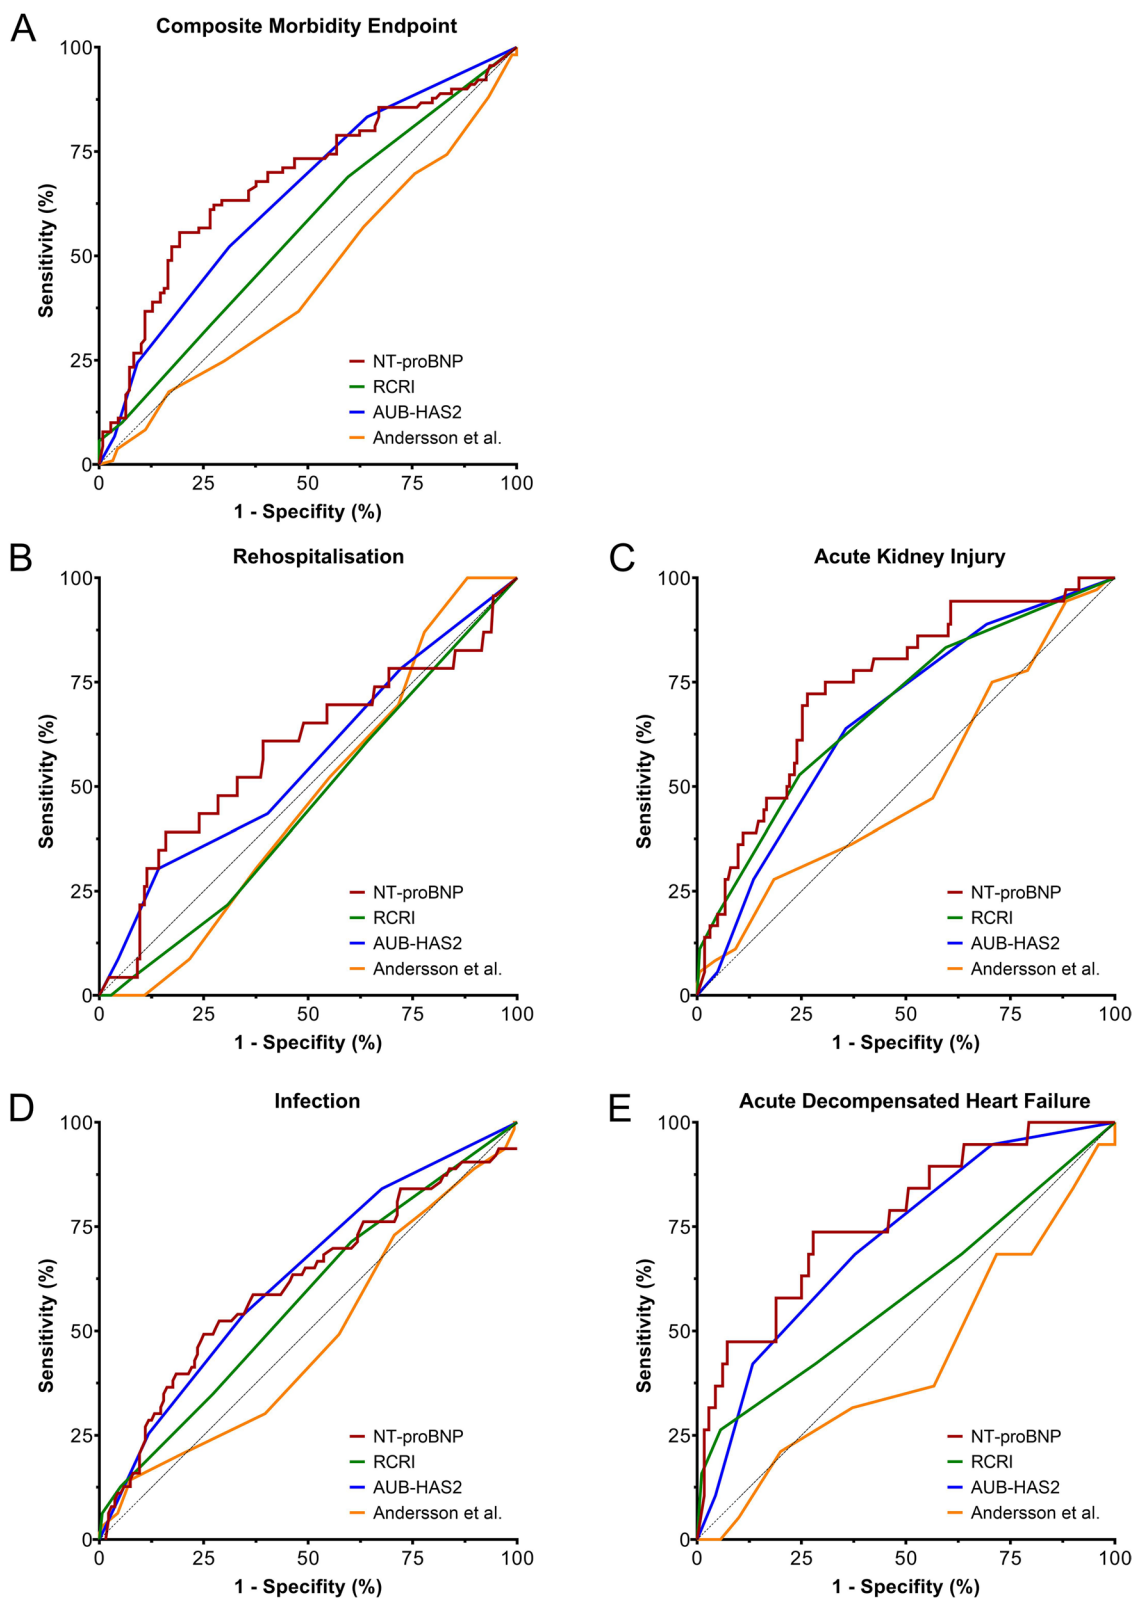 A
Composite Morbidity Endpoint
100
75
50
25
0
Sensitivity (%)
NT-proBNP
RCRI
AUB-HAS2
Andersson et al.
0 25 50 75 100
1 - Specifity (%)
B
Rehospitalisation
100
75
50
25
0
Sensitivity (%)
NT-proBNP
RCRI
AUB-HAS2
Andersson et al.
0 25 50 75 100
1 - Specifity (%)
C
Acute Kidney Injury
100
75
50
25
0
Sensitivity (%)
NT-proBNP
RCRI
AUB-HAS2
Andersson et al.
0 25 50 75 100
1 - Specifity (%)
D
Infection
100
75
50
25
0
Sensitivity (%)
NT-proBNP
RCRI
AUB-HAS2
Andersson et al.
0 25 50 75 100
1 - Specifity (%)
E
Acute Decompensated Heart Failure
100
75
50
25
0
Sensitivity (%)
NT-proBNP
RCRI
AUB-HAS2
Andersson et al.
0 25 50 75 100
1 - Specifity (%)